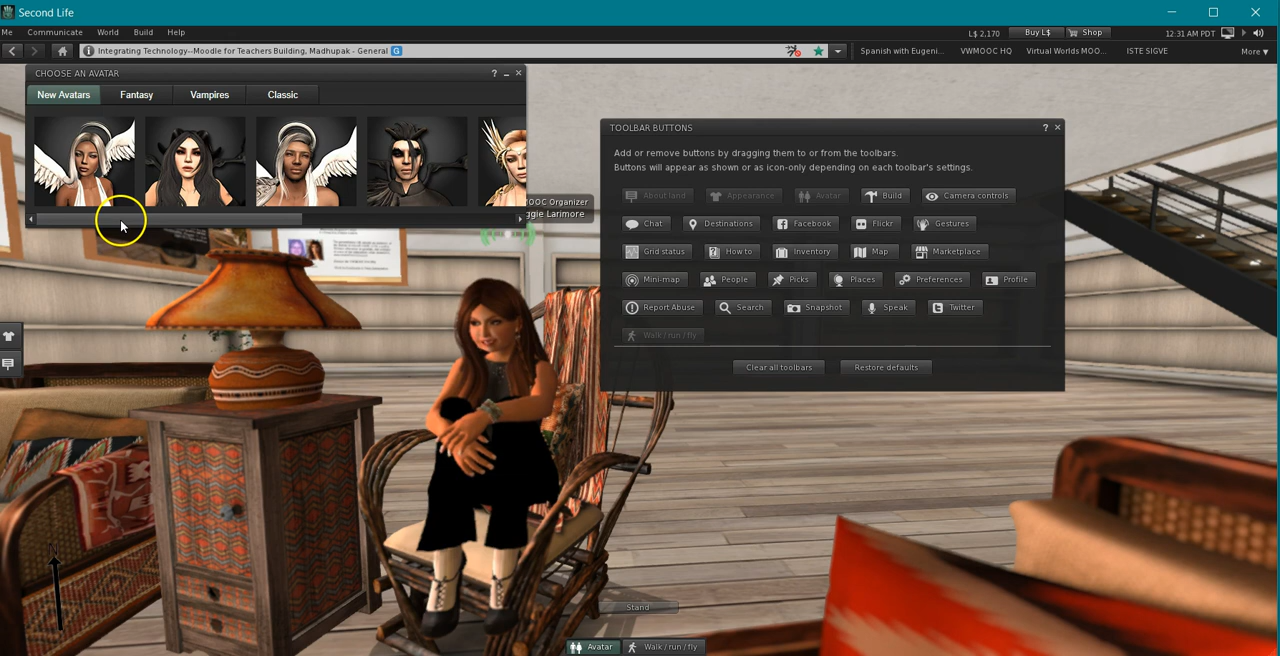 Second Life
Me Communicate World Build Help
L$ 2,170 Buy L$ Shop 12:31 AM PDT
Integrating Technology--Moodle for Teachers Building, Madhupak - General G
Spanish with Eugeni... VWMOOC HQ Virtual Worlds MOO... ISTE SIGVE More
CHOOSE AN AVATAR
New Avatars Fantasy Vampires Classic
OOC Organizer
ggie Larimore
TOOLBAR BUTTONS
Add or remove buttons by dragging them to or from the toolbars.
Buttons will appear as shown or as icon-only depending on each toolbar's settings.
About land Appearance Avatar Build Camera controls
Chat Destinations Facebook Flickr Gestures
Grid status How to Inventory Map Marketplace
Mini-map People Picks Places Preferences Profile
Report Abuse Search Snapshot Speak Twitter
Walk / run / fly
Clear all toolbars Restore defaults
Stand
Avatar Walk / run / fly